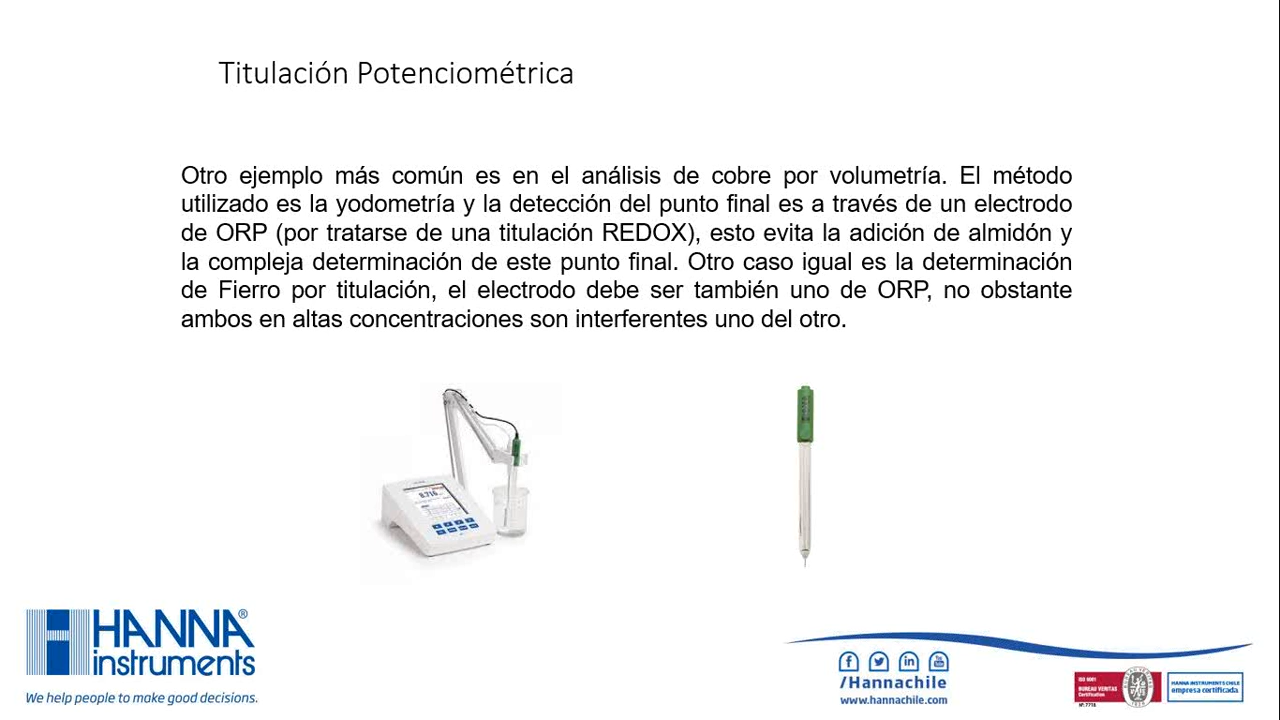 Titulación Potenciométrica
Otro ejemplo más común es en el análisis de cobre por volumetría. El método
utilizado es la yodometría y la detección del punto final es a través de un electrodo
de ORP (por tratarse de una titulación REDOX), esto evita la adición de almidón y
la compleja determinación de este punto final. Otro caso igual es la determinación
de Fierro por titulación, el electrodo debe ser también uno de ORP, no obstante
ambos en altas concentraciones son interferentes uno del otro.
HANNA®
instruments
We help people to make good decisions.
/Hannachile
www.hannachile.com
ISO 9001
BUREAU VERITAS
Certification
HANNA INSTRUMENTS CHILE
empresa certificada.